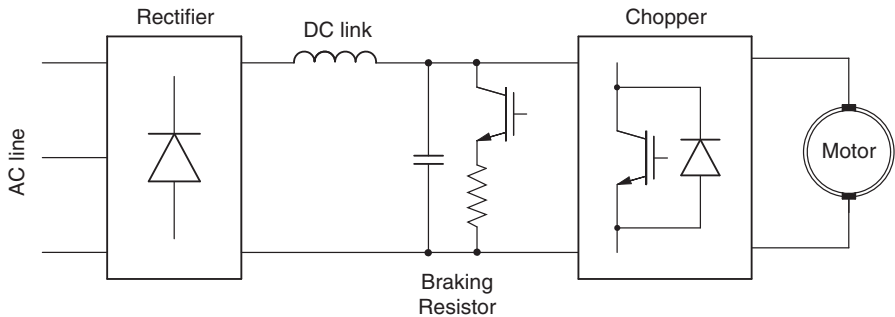 Rectifier
DC link
Chopper
AC line
Motor
Braking
Resistor